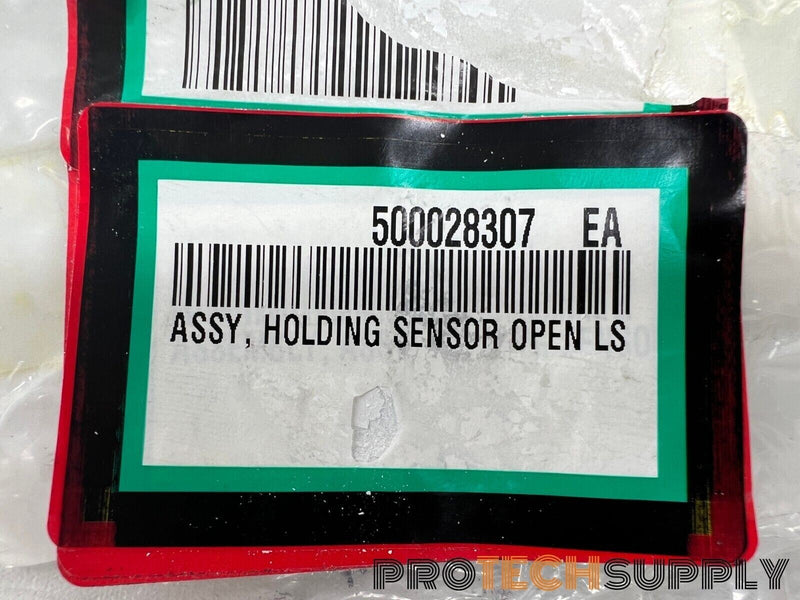 500028307 EA
ASSY, HOLDING SENSOR OPEN LS
PROTECHSUPPLY